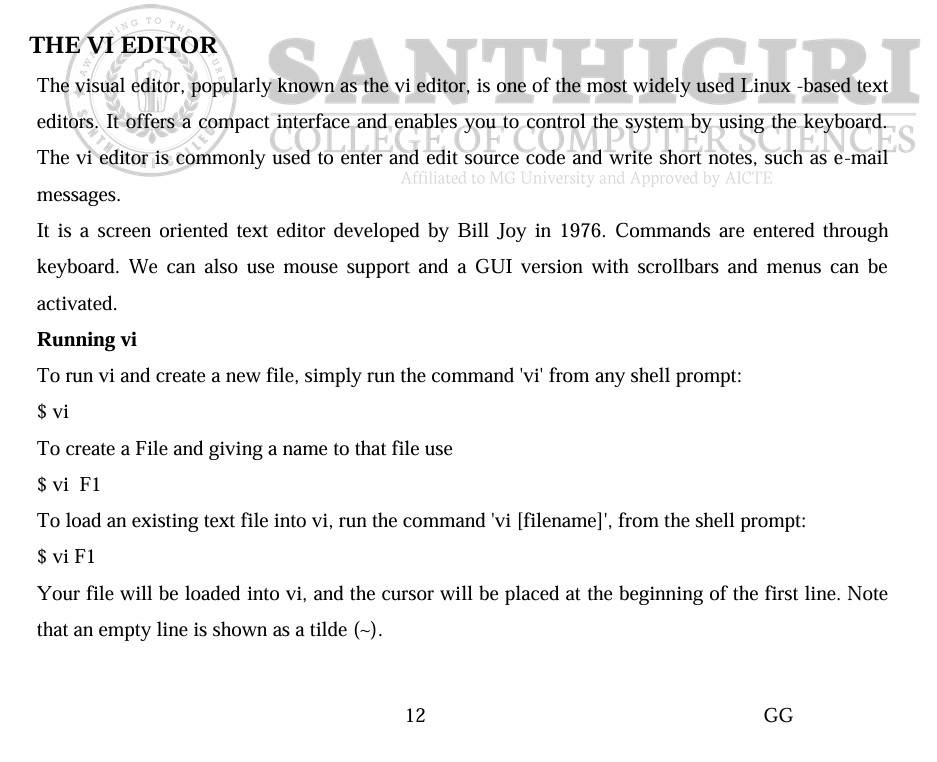 THE VI EDITOR
SANTHIGIRI
COLLEGE OF COMPUTER SCIENCES
Affiliated to MG University and Approved by AICTE
The visual editor, popularly known as the vi editor, is one of the most widely used Linux -based text
editors. It offers a compact interface and enables you to control the system by using the keyboard.
The vi editor is commonly used to enter and edit source code and write short notes, such as e-mail
messages.
It is a screen oriented text editor developed by Bill Joy in 1976. Commands are entered through
keyboard. We can also use mouse support and a GUI version with scrollbars and menus can be
activated.
Running vi
To run vi and create a new file, simply run the command 'vi' from any shell prompt:
$ vi
To create a File and giving a name to that file use
$ vi  F1
To load an existing text file into vi, run the command 'vi [filename]', from the shell prompt:
$ vi F1
Your file will be loaded into vi, and the cursor will be placed at the beginning of the first line. Note
that an empty line is shown as a tilde (~).
12 GG